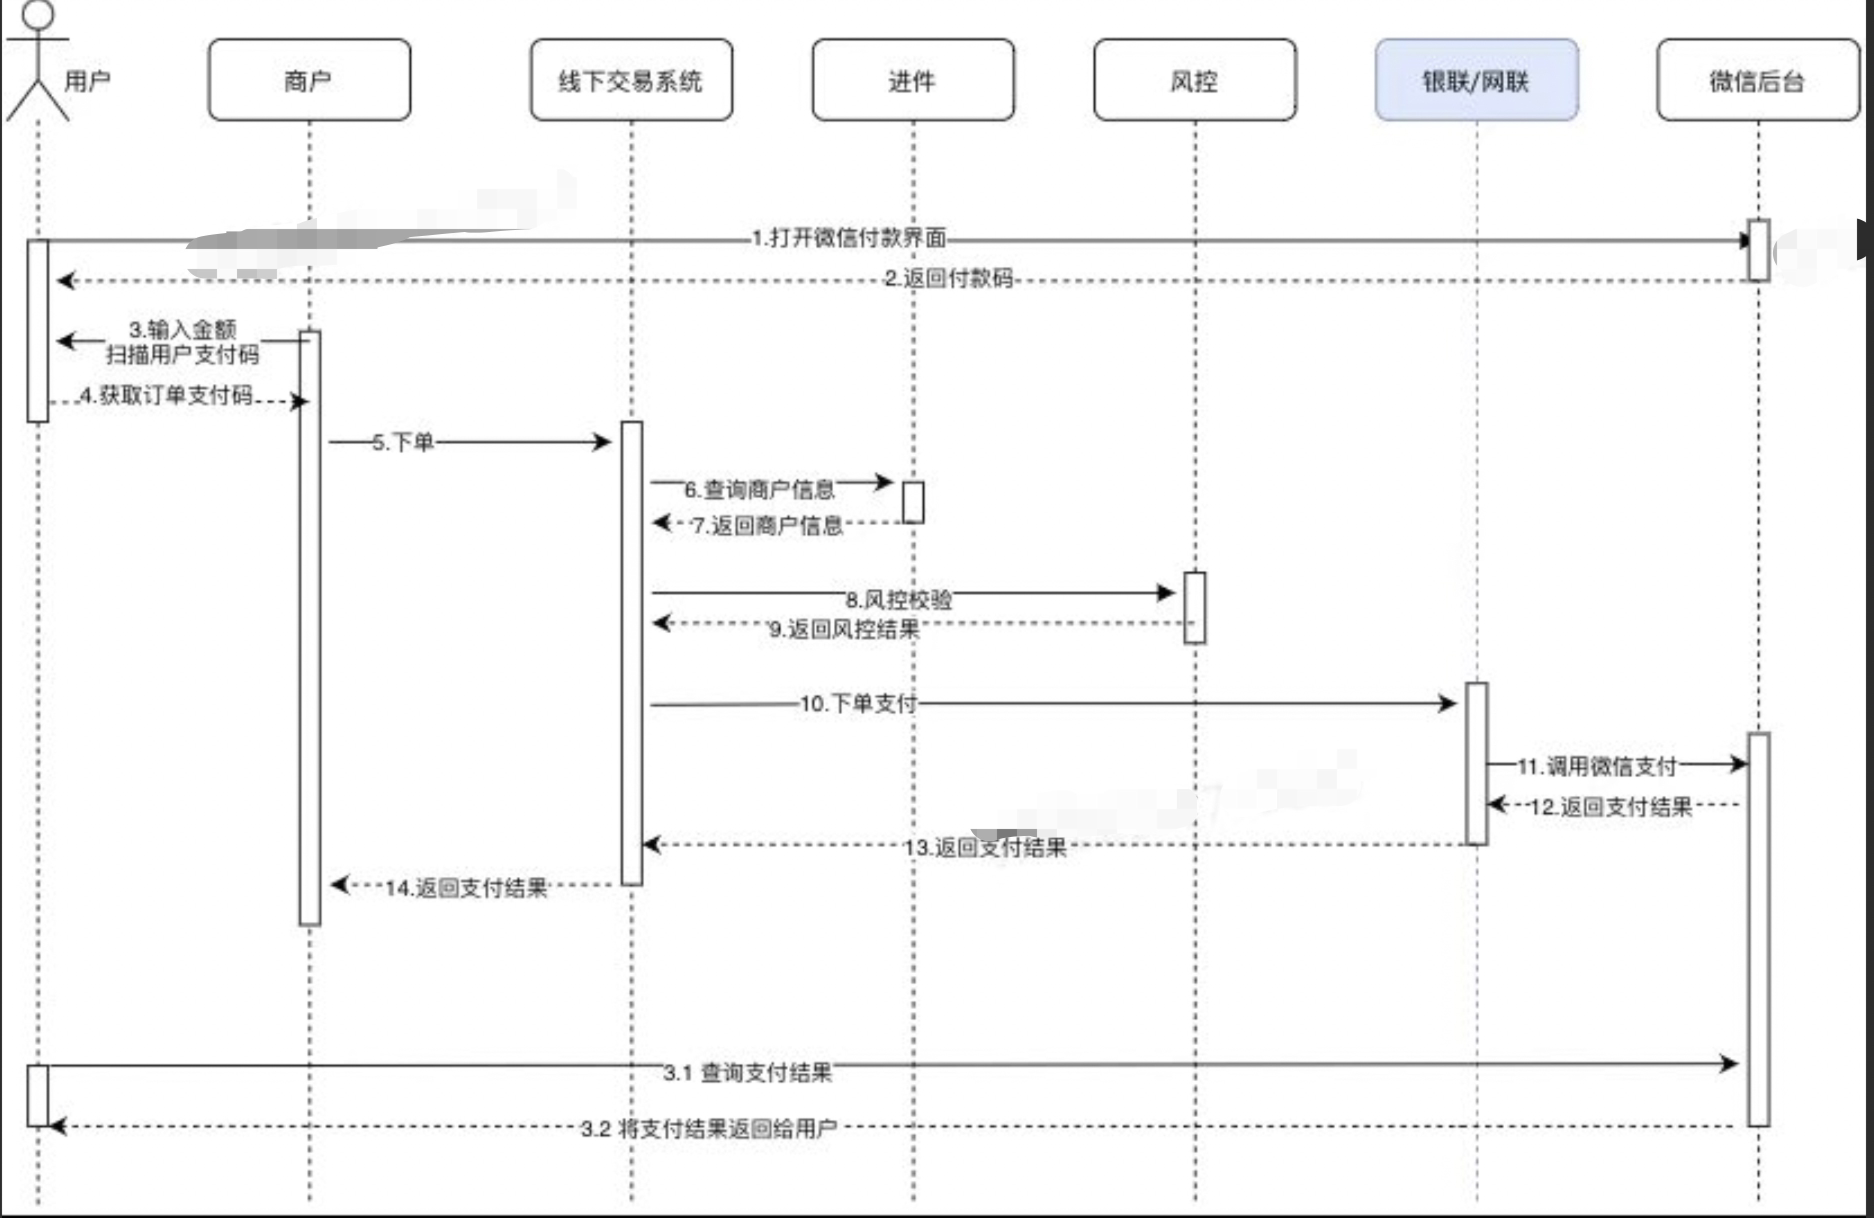 用户
商户
线下交易系统
进件
风控
银联/网联
微信后台
1.打开微信付款界面
2.返回付款码
3.输入金额
扫描用户支付码
4.获取订单支付码
5.下单
6.查询商户信息
7.返回商户信息
8.风控校验
9.返回风控结果
10.下单支付
11.调用微信支付
12.返回支付结果
13.返回支付结果
14.返回支付结果
3.1 查询支付结果
3.2 将支付结果返回给用户